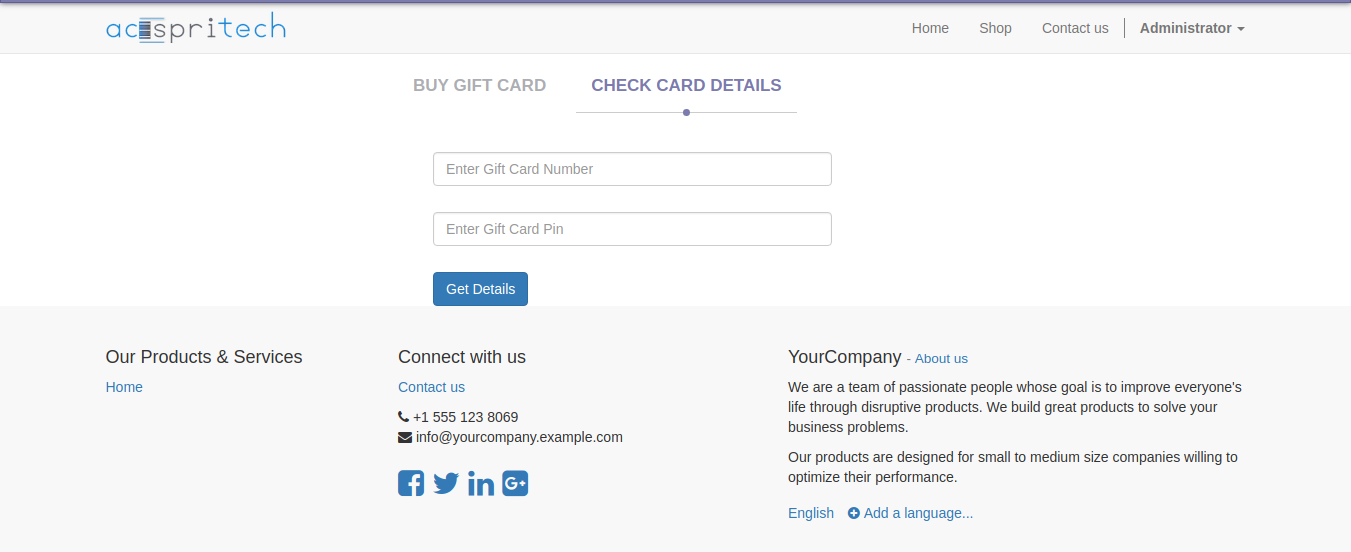 acespritech
Home Shop Contact us Administrator
BUY GIFT CARD CHECK CARD DETAILS
Enter Gift Card Number
Enter Gift Card Pin
Get Details
Our Products & Services
Home
Connect with us
Contact us
+1 555 123 8069
info@yourcompany.example.com
YourCompany - About us
We are a team of passionate people whose goal is to improve everyone's
life through disruptive products. We build great products to solve your
business problems.
Our products are designed for small to medium size companies willing to
optimize their performance.
English Add a language...